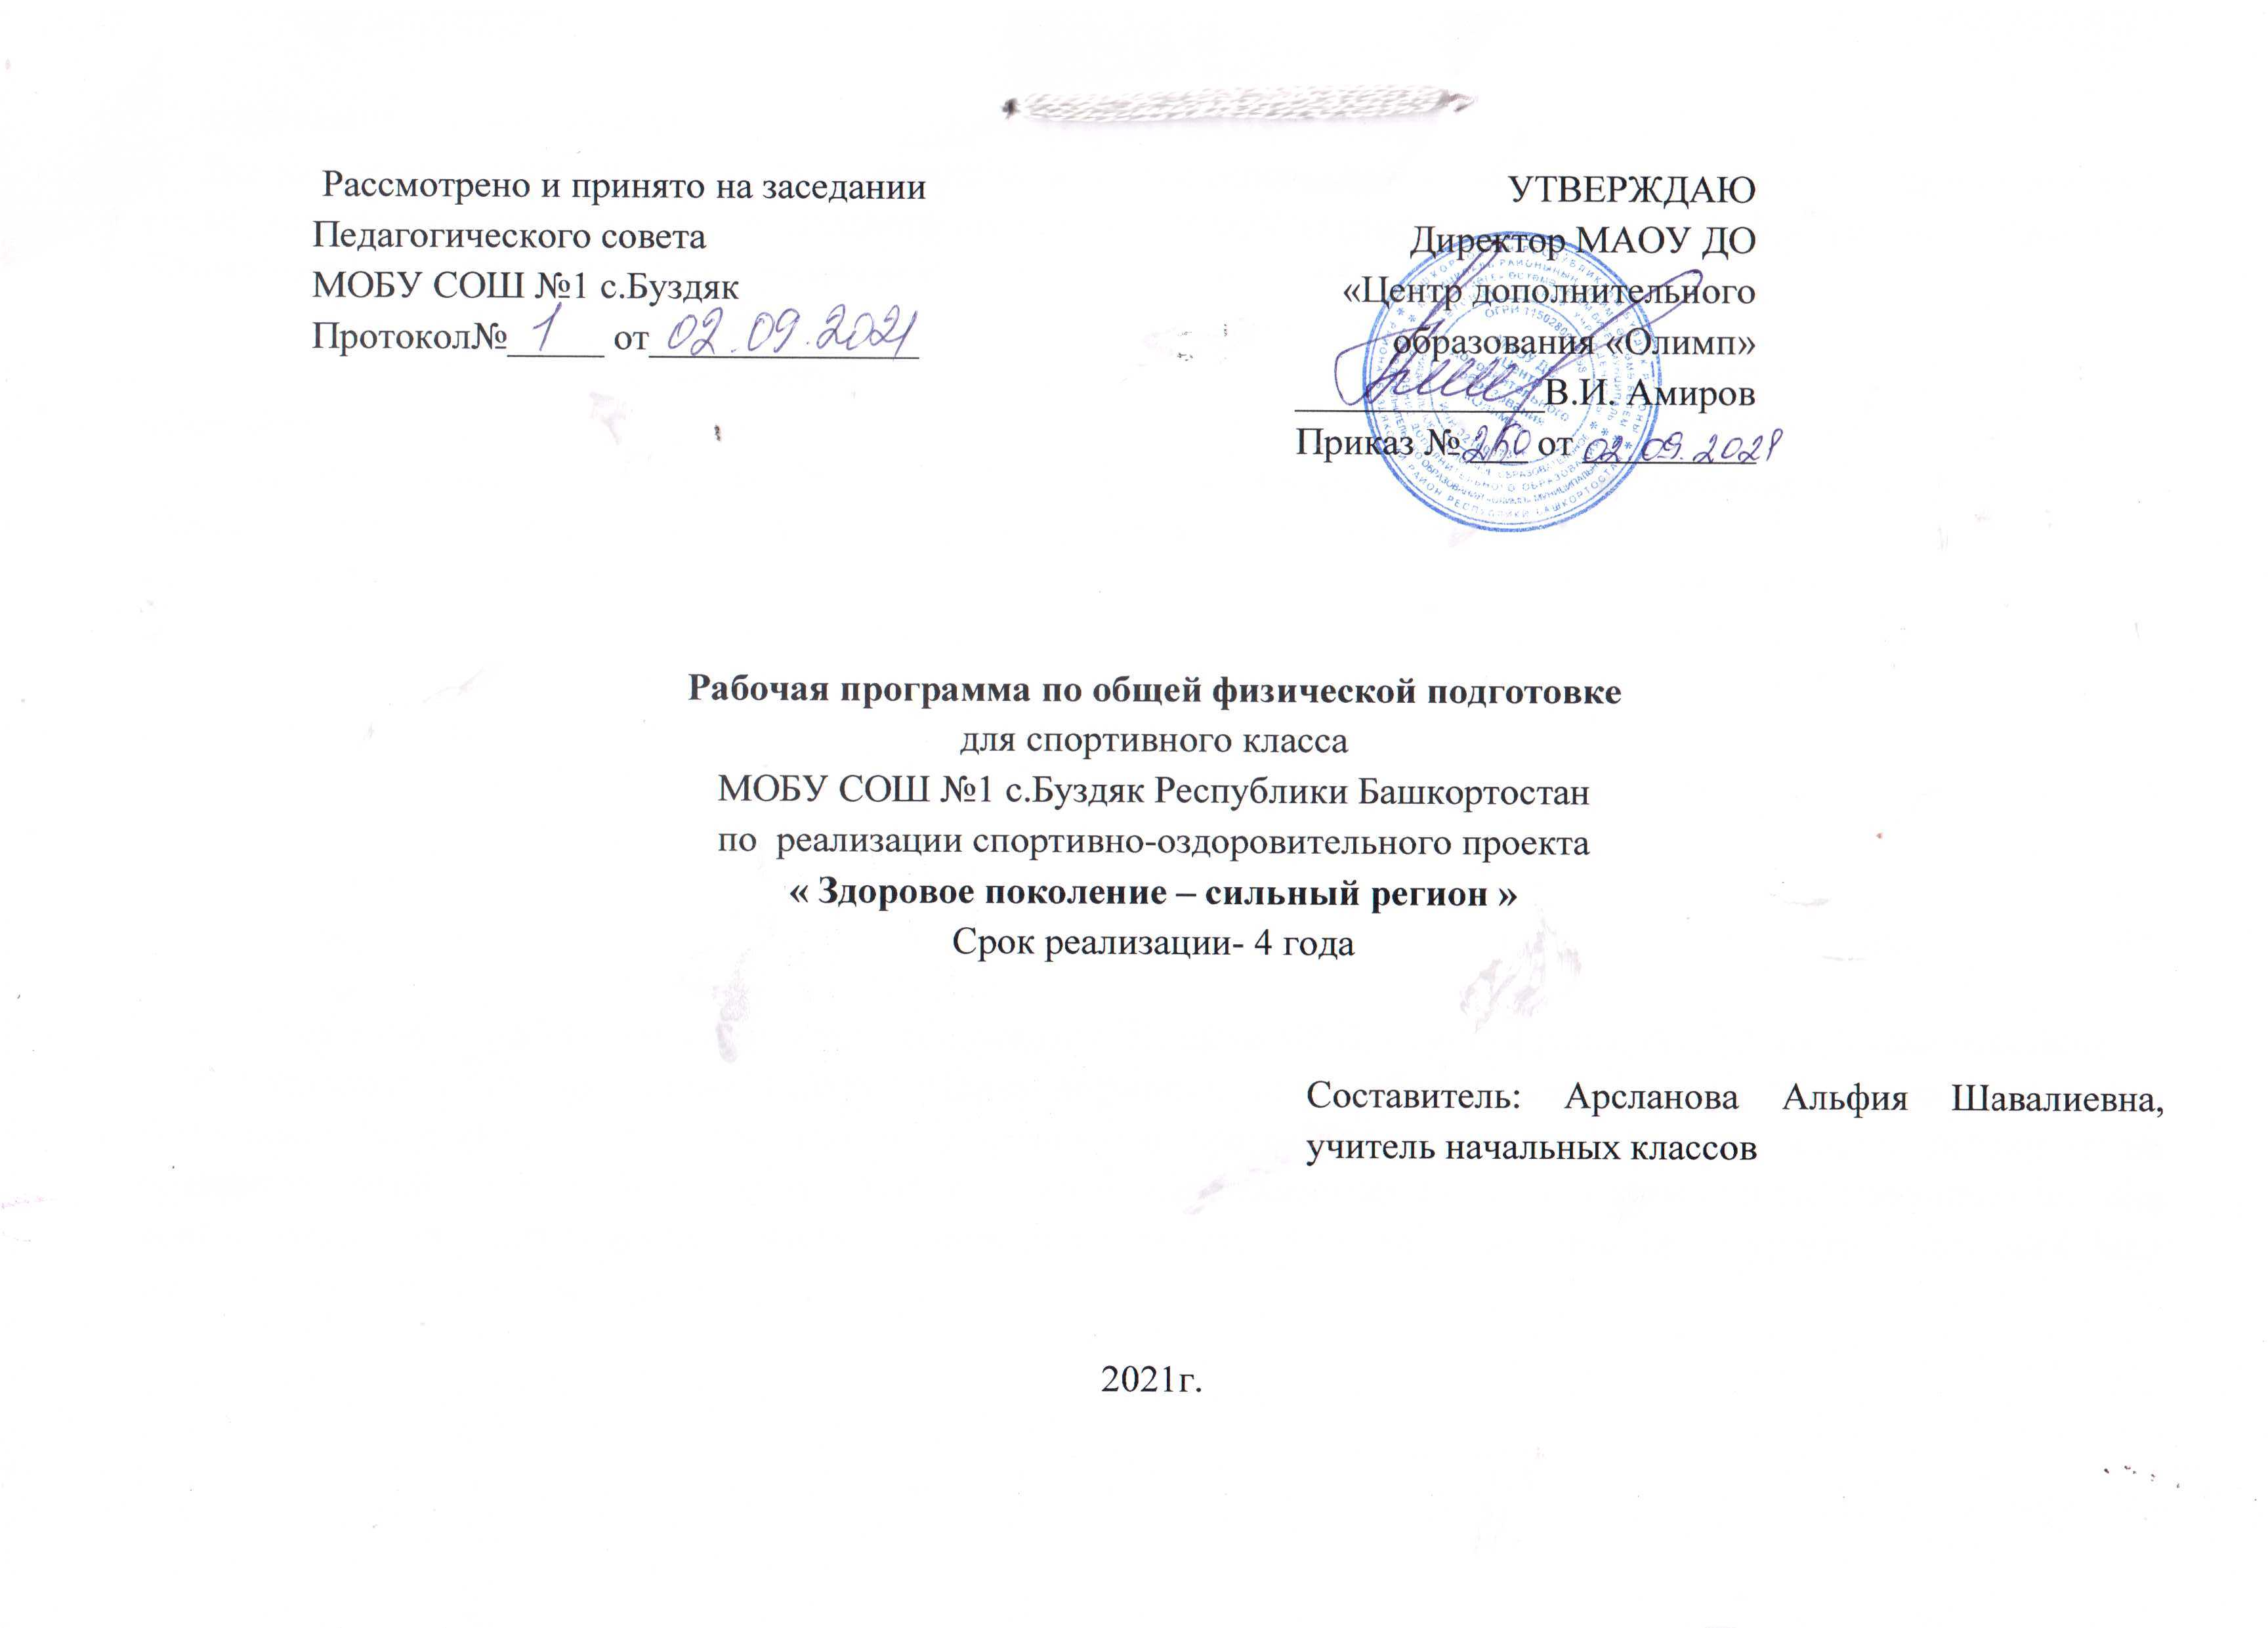 Рассмотрено и принято на заседании
Педагогического совета
МОБУ СОШ №1 с.Буздяк
Протокол№ 1 от 02.09.2021
УТВЕРЖДАЮ
Директор МАОУ ДО
«Центр дополнительного
образования «Олимп»
В.И. Амиров
Приказ № от 02.09.2021
Рабочая программа по общей физической подготовке
для спортивного класса
МОБУ СОШ №1 с.Буздяк Республики Башкортостан
по реализации спортивно-оздоровительного проекта
« Здоровое поколение – сильный регион »
Срок реализации- 4 года
Составитель: Арсланова Альфия Шавалиевна,
учитель начальных классов
2021г.